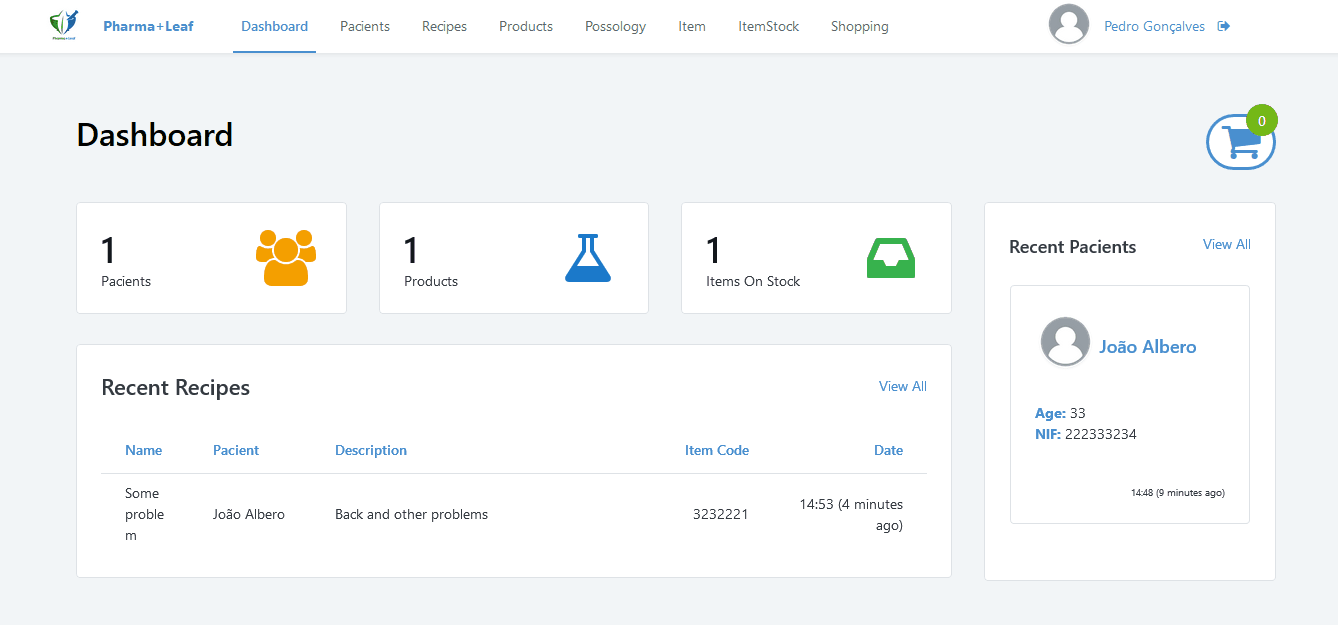 Pharma+Leaf
Pharma+Leaf Dashboard Pacients Recipes Products Possology Item ItemStock Shopping Pedro Gonçalves
Dashboard
0
1
Pacients
1
Products
1
Items On Stock
Recent Recipes View All
Name Pacient Description Item Code Date
Some
proble
m
João Albero Back and other problems 3232221
14:53 (4 minutes
ago)
Recent Pacients View All
João Albero
Age: 33
NIF: 222333234
14:48 (9 minutes ago)